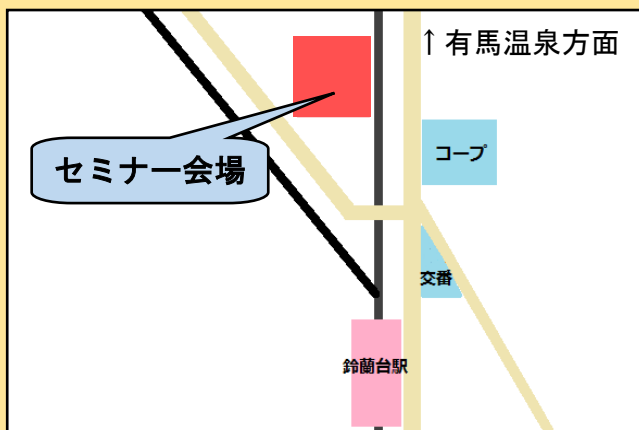 ↑有馬温泉方面
コープ
セミナー会場
交番
鈴蘭台駅